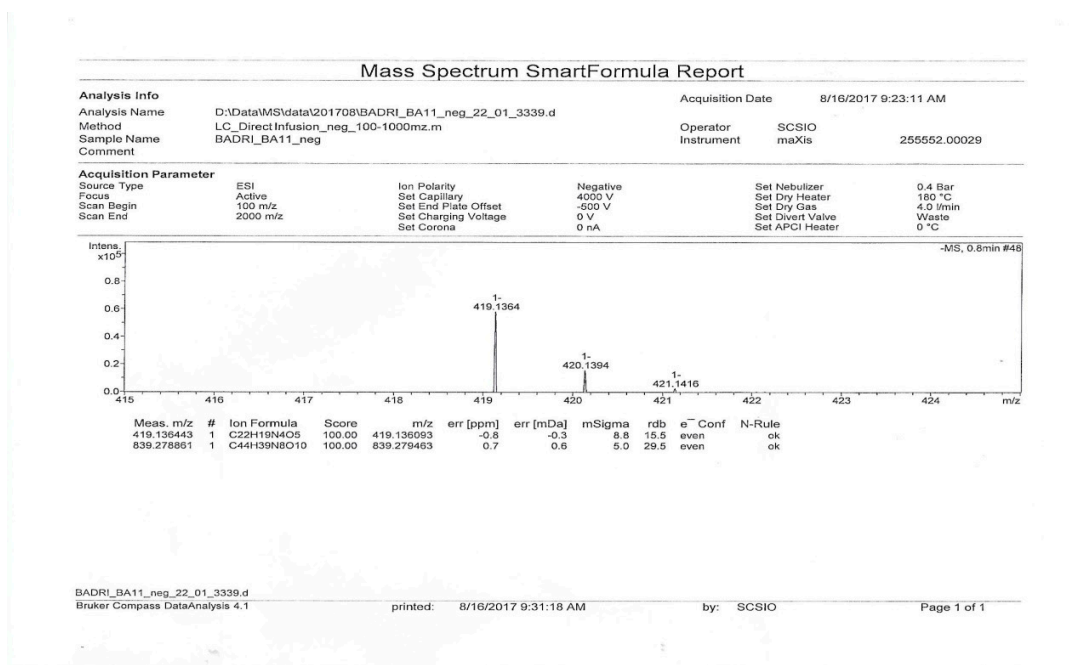 Mass Spectrum SmartFormula Report
Analysis Info
Acquisition Date 8/16/2017 9:23:11 AM
Analysis Name D:\Data\MS\data\201708\BADRI_BA11_neg_22_01_3339.d
Method LC_Direct Infusion_neg_100-1000mz.m
Operator SCSIO
Sample Name BADRI_BA11_neg
Instrument maXis 255552.00029
Comment
Acquisition Parameter
Source Type ESI Ion Polarity Negative Set Nebulizer 0.4 Bar
Focus Active Set Capillary 4000 V Set Dry Heater 180 °C
Scan Begin 100 m/z Set End Plate Offset -500 V Set Dry Gas 4.0 l/min
Scan End 2000 m/z Set Charging Voltage 0 V Set Divert Valve Waste
Set Corona 0 nA Set APCI Heater 0 °C
Intens.
x10⁵
-MS, 0.8min #48
0.8
0.6
0.4
0.2
0.0
1-
419.1364
1-
420.1394
1-
421.1416
415 416 417 418 419 420 421 422 423 424 m/z
Meas. m/z # Ion Formula Score m/z err [ppm] err [mDa] mSigma rdb e⁻ Conf N-Rule
419.136443 1 C22H19N4O5 100.00 419.136093 -0.8 -0.3 8.8 15.5 even ok
839.278861 1 C44H39N8O10 100.00 839.279463 0.7 0.6 5.0 29.5 even ok
BADRI_BA11_neg_22_01_3339.d
Bruker Compass DataAnalysis 4.1 printed: 8/16/2017 9:31:18 AM by: SCSIO Page 1 of 1